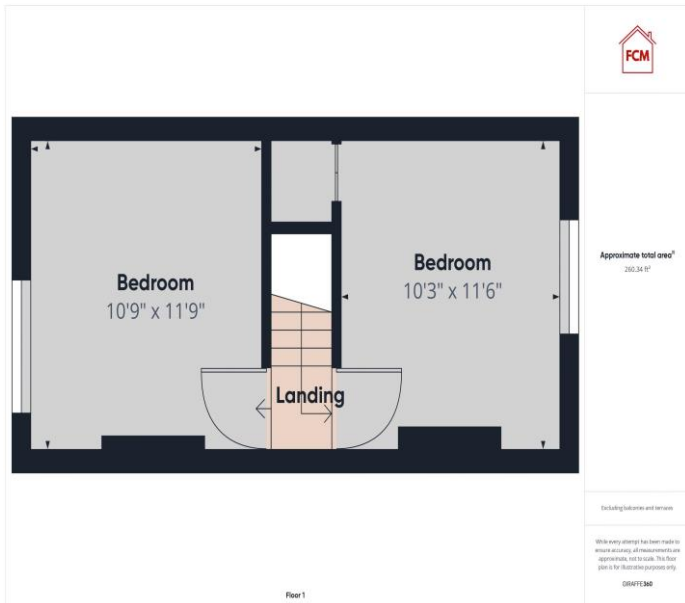 FCM
Approximate total area⁽¹⁾
260.34 ft²
Bedroom
10'9" x 11'9"
Bedroom
10'3" x 11'6"
Landing
Excluding balconies and terraces
While every attempt has been made to
ensure accuracy, all measurements are
approximate, not to scale. This floor
plan is for illustrative purposes only.
GIRAFFE360
Floor 1